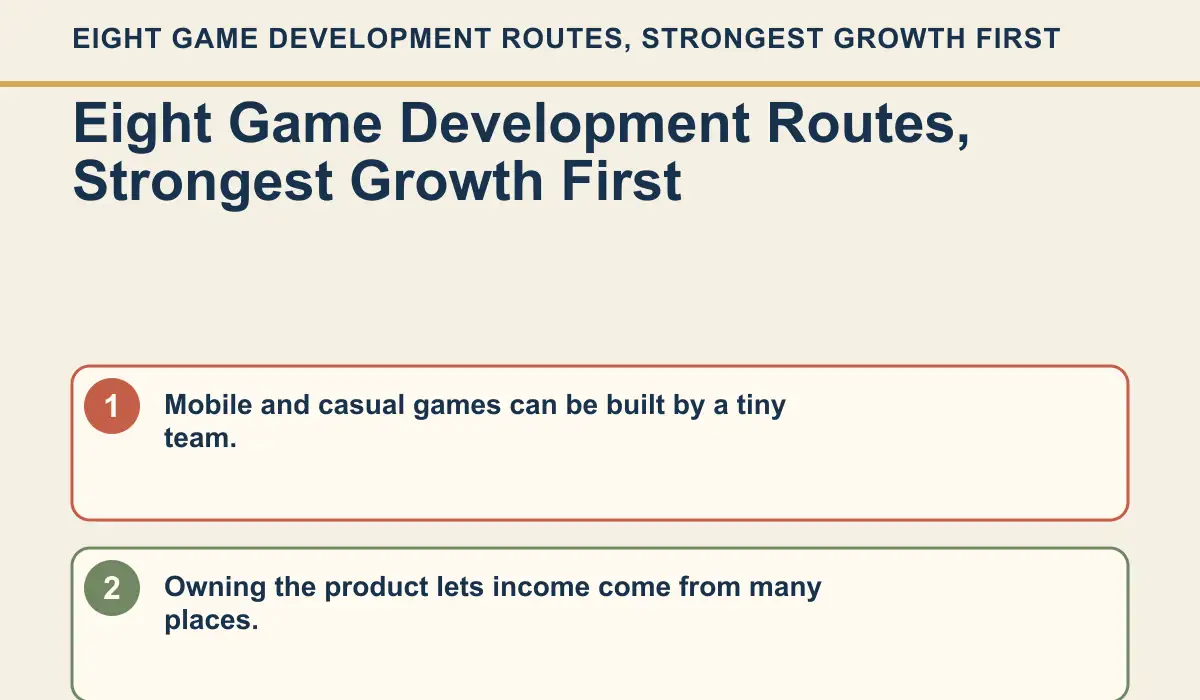 EIGHT GAME DEVELOPMENT ROUTES, STRONGEST GROWTH FIRST
Eight Game Development Routes,
Strongest Growth First
1
Mobile and casual games can be built by a tiny
team.
2
Owning the product lets income come from many
places.